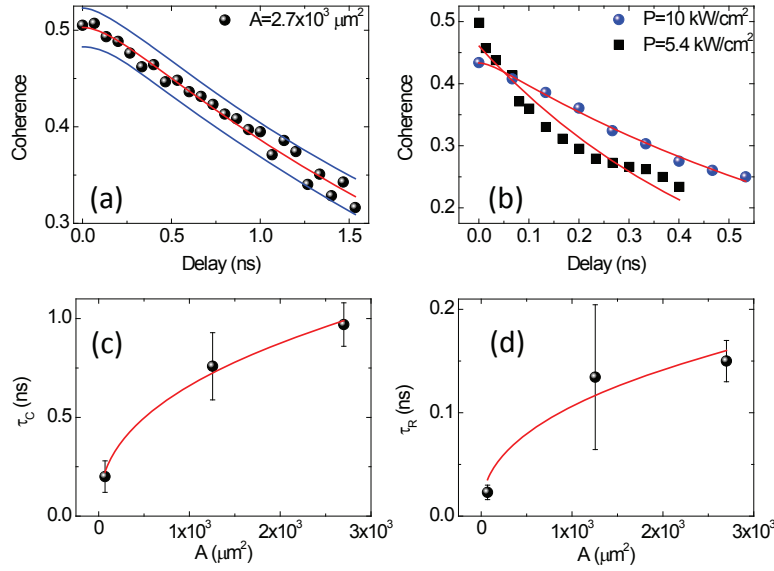 A=2.7x10³ μm²
0.5
0.4
0.3
Coherence
(a)
0.0 0.5 1.0 1.5
Delay (ns)
P=10 kW/cm²
P=5.4 kW/cm²
0.5
0.4
0.3
0.2
Coherence
(b)
0.0 0.1 0.2 0.3 0.4 0.5
Delay (ns)
(c)
1.0
0.5
0.0
τC (ns)
0 1x10³ 2x10³ 3x10³
A (μm²)
(d)
0.2
0.1
0.0
τR (ns)
0 1x10³ 2x10³ 3x10³
A (μm²)